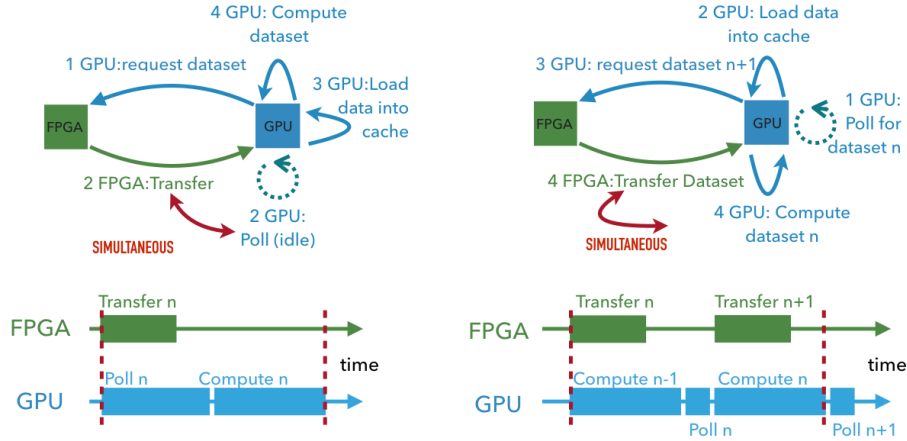 4 GPU: Compute
dataset
1 GPU:request dataset
3 GPU:Load
data into
cache
FPGA
GPU
2 FPGA:Transfer
2 GPU:
Poll (idle)
SIMULTANEOUS
2 GPU: Load data
into cache
3 GPU: request dataset n+1
1 GPU:
Poll for
dataset n
FPGA
GPU
4 FPGA:Transfer Dataset
4 GPU: Compute
dataset n
SIMULTANEOUS
Transfer n
FPGA
time
Poll n
Compute n
GPU
Transfer n
Transfer n+1
FPGA
time
Compute n-1
Compute n
GPU
Poll n
Poll n+1